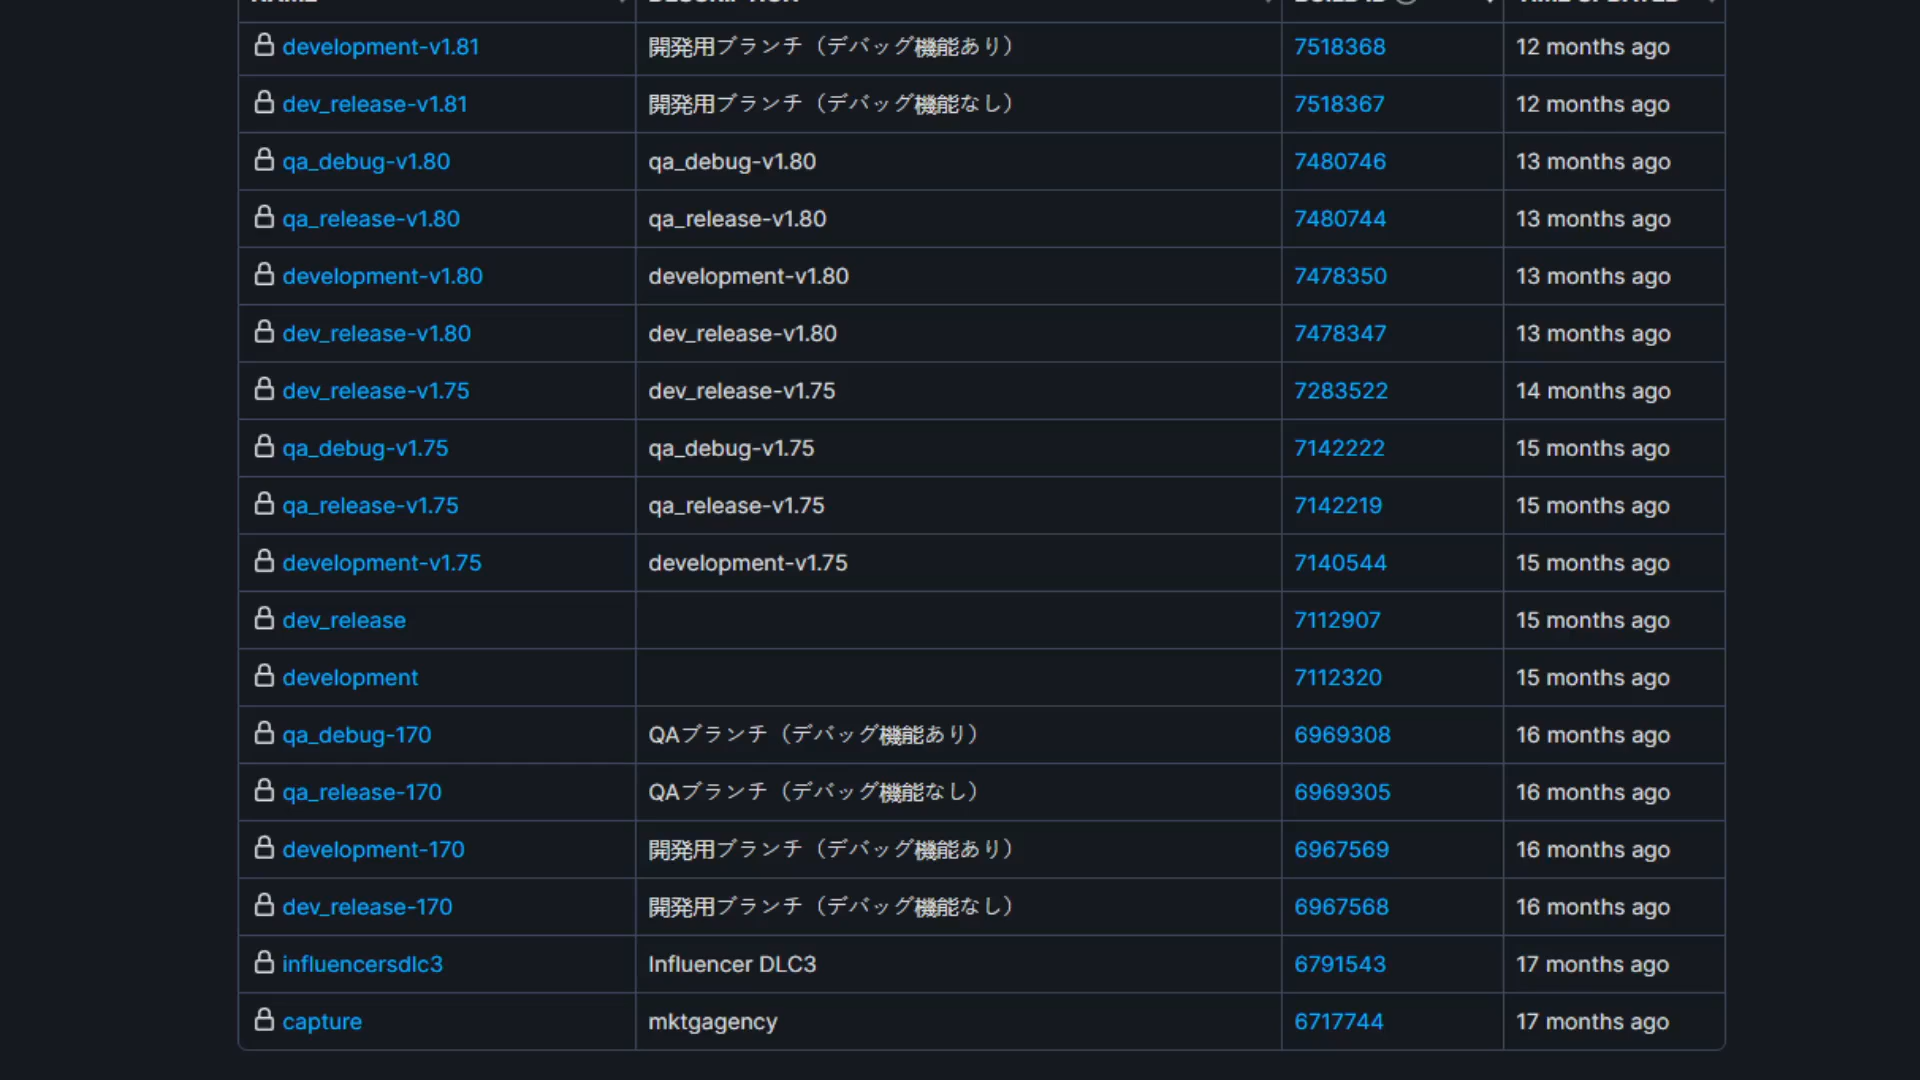 NAME DESCRIPTION BUILD ID TIME UPDATED
development-v1.81 開発用ブランチ（デバッグ機能あり） 7518368 12 months ago
dev_release-v1.81 開発用ブランチ（デバッグ機能なし） 7518367 12 months ago
qa_debug-v1.80 qa_debug-v1.80 7480746 13 months ago
qa_release-v1.80 qa_release-v1.80 7480744 13 months ago
development-v1.80 development-v1.80 7478350 13 months ago
dev_release-v1.80 dev_release-v1.80 7478347 13 months ago
dev_release-v1.75 dev_release-v1.75 7283522 14 months ago
qa_debug-v1.75 qa_debug-v1.75 7142222 15 months ago
qa_release-v1.75 qa_release-v1.75 7142219 15 months ago
development-v1.75 development-v1.75 7140544 15 months ago
dev_release 7112907 15 months ago
development 7112320 15 months ago
qa_debug-170 QAブランチ（デバッグ機能あり） 6969308 16 months ago
qa_release-170 QAブランチ（デバッグ機能なし） 6969305 16 months ago
development-170 開発用ブランチ（デバッグ機能あり） 6967569 16 months ago
dev_release-170 開発用ブランチ（デバッグ機能なし） 6967568 16 months ago
influencersdlc3 Influencer DLC3 6791543 17 months ago
capture mktgagency 6717744 17 months ago